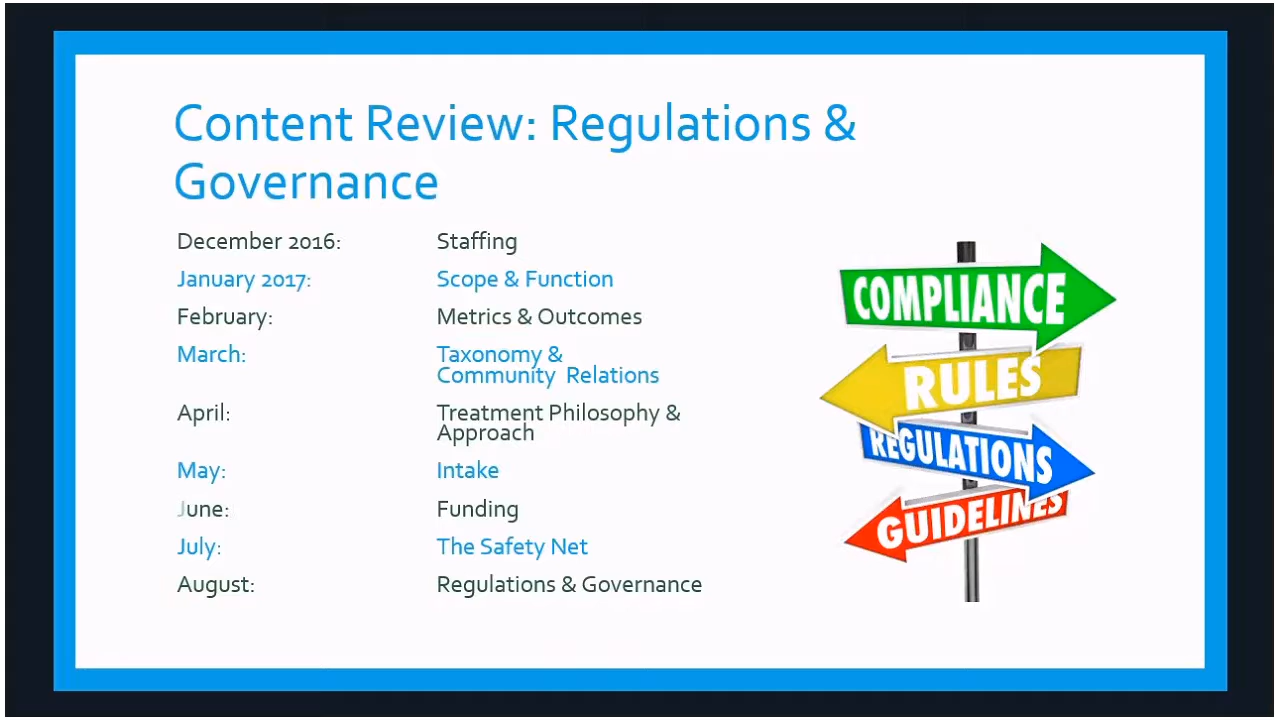 Content Review: Regulations &
Governance
December 2016: Staffing
January 2017: Scope & Function
February: Metrics & Outcomes
March: Taxonomy &
Community Relations
April: Treatment Philosophy &
Approach
May: Intake
June: Funding
July: The Safety Net
August: Regulations & Governance
COMPLIANCE
RULES
REGULATIONS
GUIDELINES